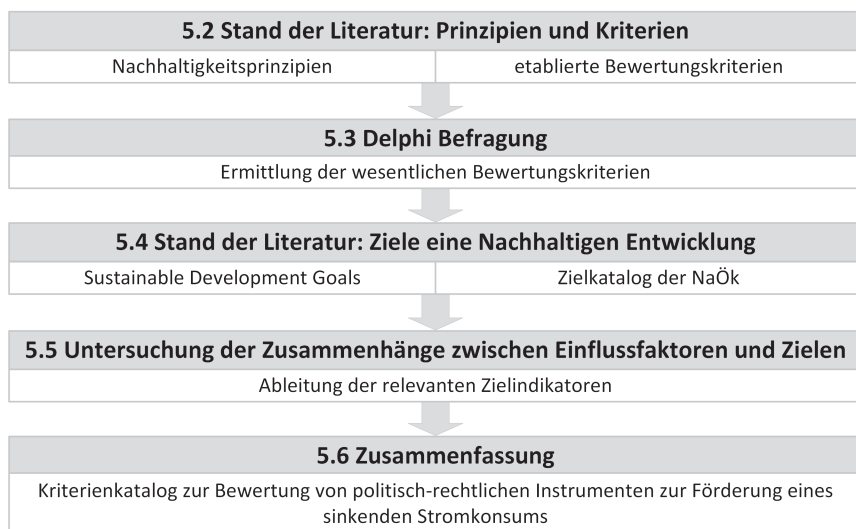 5.2 Stand der Literatur: Prinzipien und Kriterien
Nachhaltigkeitsprinzipien
etablierte Bewertungskriterien
5.3 Delphi Befragung
Ermittlung der wesentlichen Bewertungskriterien
5.4 Stand der Literatur: Ziele eine Nachhaltigen Entwicklung
Sustainable Development Goals
Zielkatalog der NaÖk
5.5 Untersuchung der Zusammenhänge zwischen Einflussfaktoren und Zielen
Ableitung der relevanten Zielindikatoren
5.6 Zusammenfassung
Kriterienkatalog zur Bewertung von politisch-rechtlichen Instrumenten zur Förderung eines
sinkenden Stromkonsums